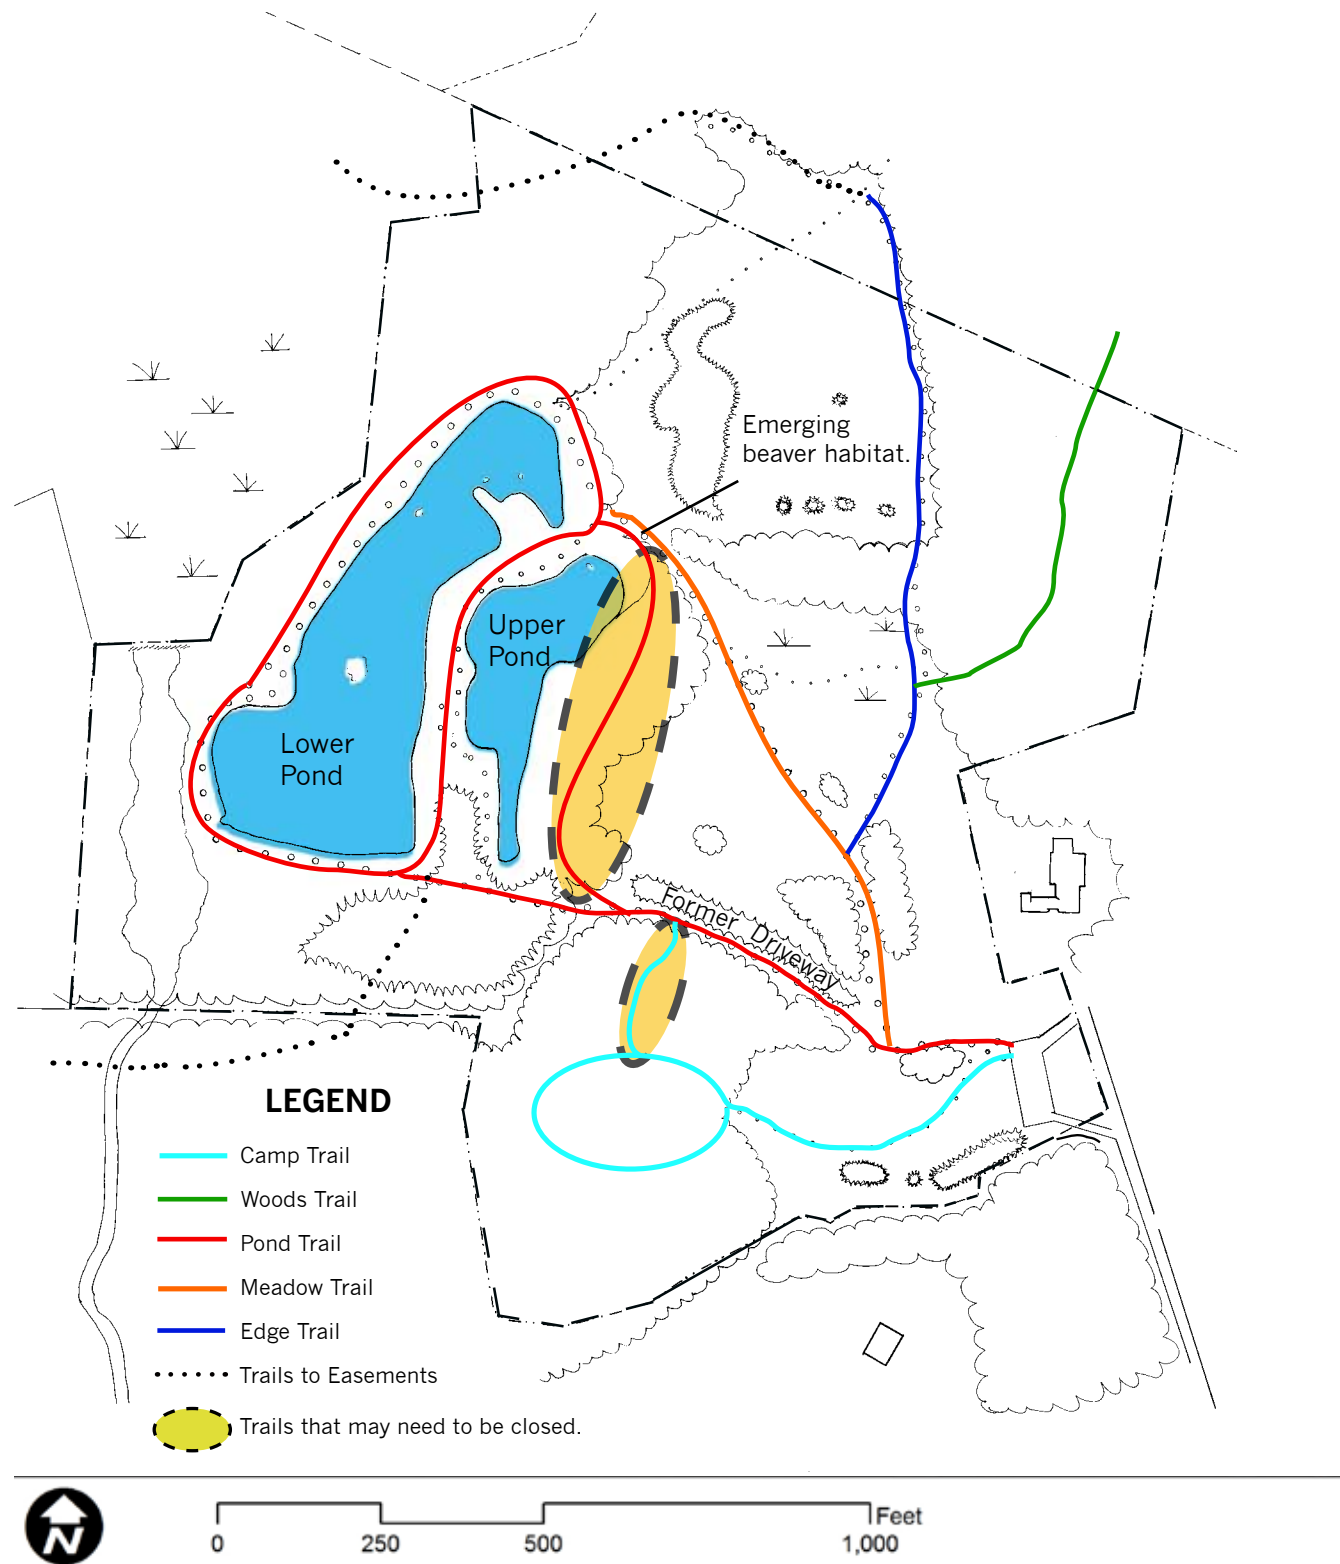 Emerging
beaver habitat.
Upper
Pond
Lower
Pond
Former Driveway
LEGEND
Camp Trail
Woods Trail
Pond Trail
Meadow Trail
Edge Trail
Trails to Easements
Trails that may need to be closed.
N
Feet
0 250 500 1,000